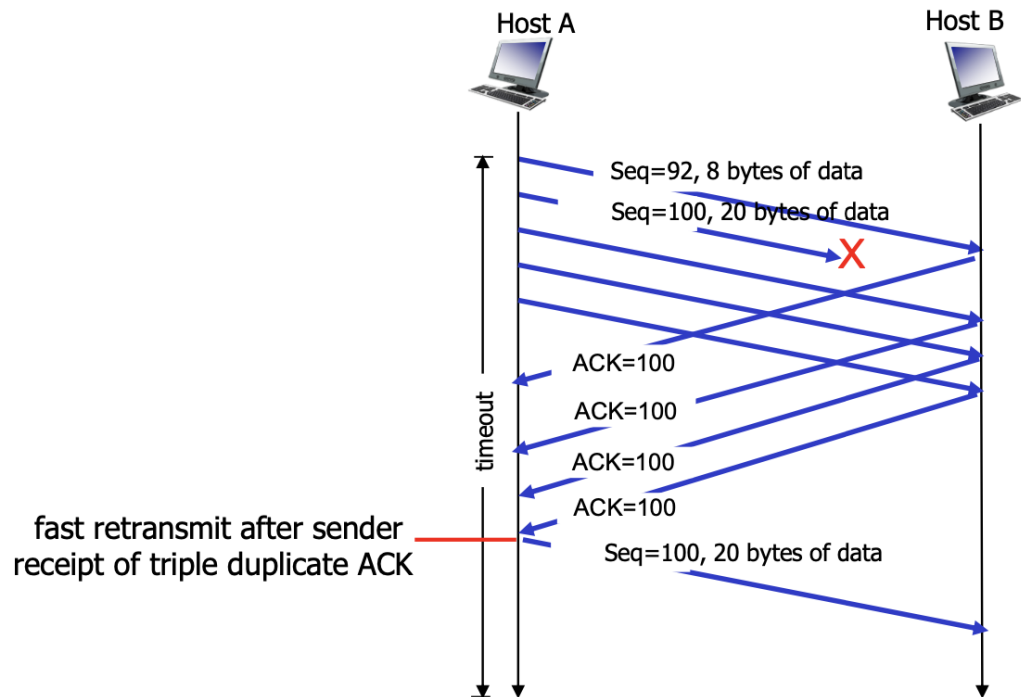 Host A
Host B
Seq=92, 8 bytes of data
Seq=100, 20 bytes of data
X
ACK=100
ACK=100
ACK=100
ACK=100
timeout
fast retransmit after sender
receipt of triple duplicate ACK
Seq=100, 20 bytes of data